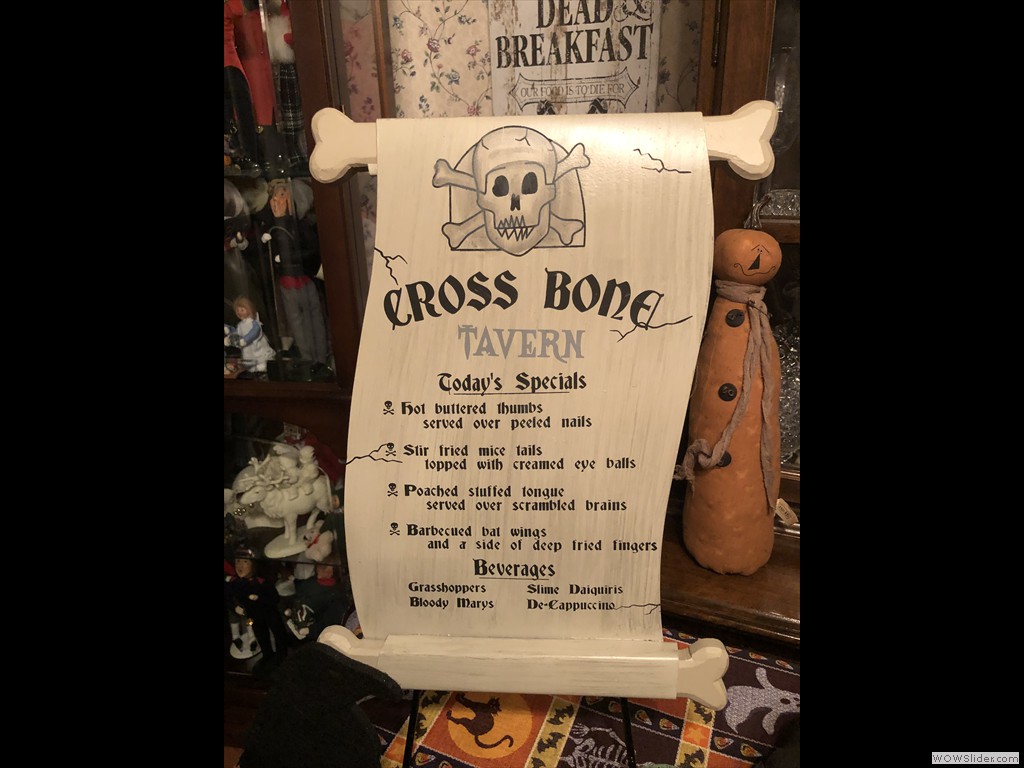 DEAD &
BREAKFAST
OUR FOOD IS TO DIE FOR
CROSS BONE
TAVERN
Today's Specials
Hot buttered thumbs
served over peeled nails
Stir fried mice tails
topped with creamed eye balls
Poached stuffed tongue
served over scrambled brains
Barbecued bat wings
and a side of deep fried fingers
Beverages
Grasshoppers Slime Daiquiris
Bloody Marys De-Cappuccino
WOWSlider.com